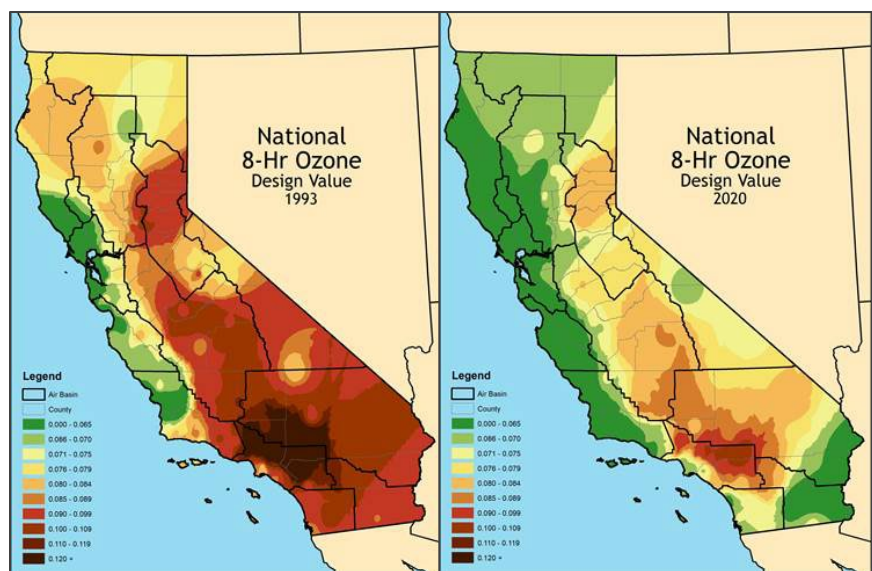 National
8-Hr Ozone
Design Value
1993
Legend
Air Basin
County
0.000 - 0.065
0.066 - 0.070
0.071 - 0.075
0.076 - 0.079
0.080 - 0.084
0.085 - 0.089
0.090 - 0.099
0.100 - 0.109
0.110 - 0.119
0.120 +
National
8-Hr Ozone
Design Value
2020
Legend
Air Basin
County
0.000 - 0.065
0.066 - 0.070
0.071 - 0.075
0.076 - 0.079
0.080 - 0.084
0.085 - 0.089
0.090 - 0.099
0.100 - 0.109
0.110 - 0.119
0.120 +